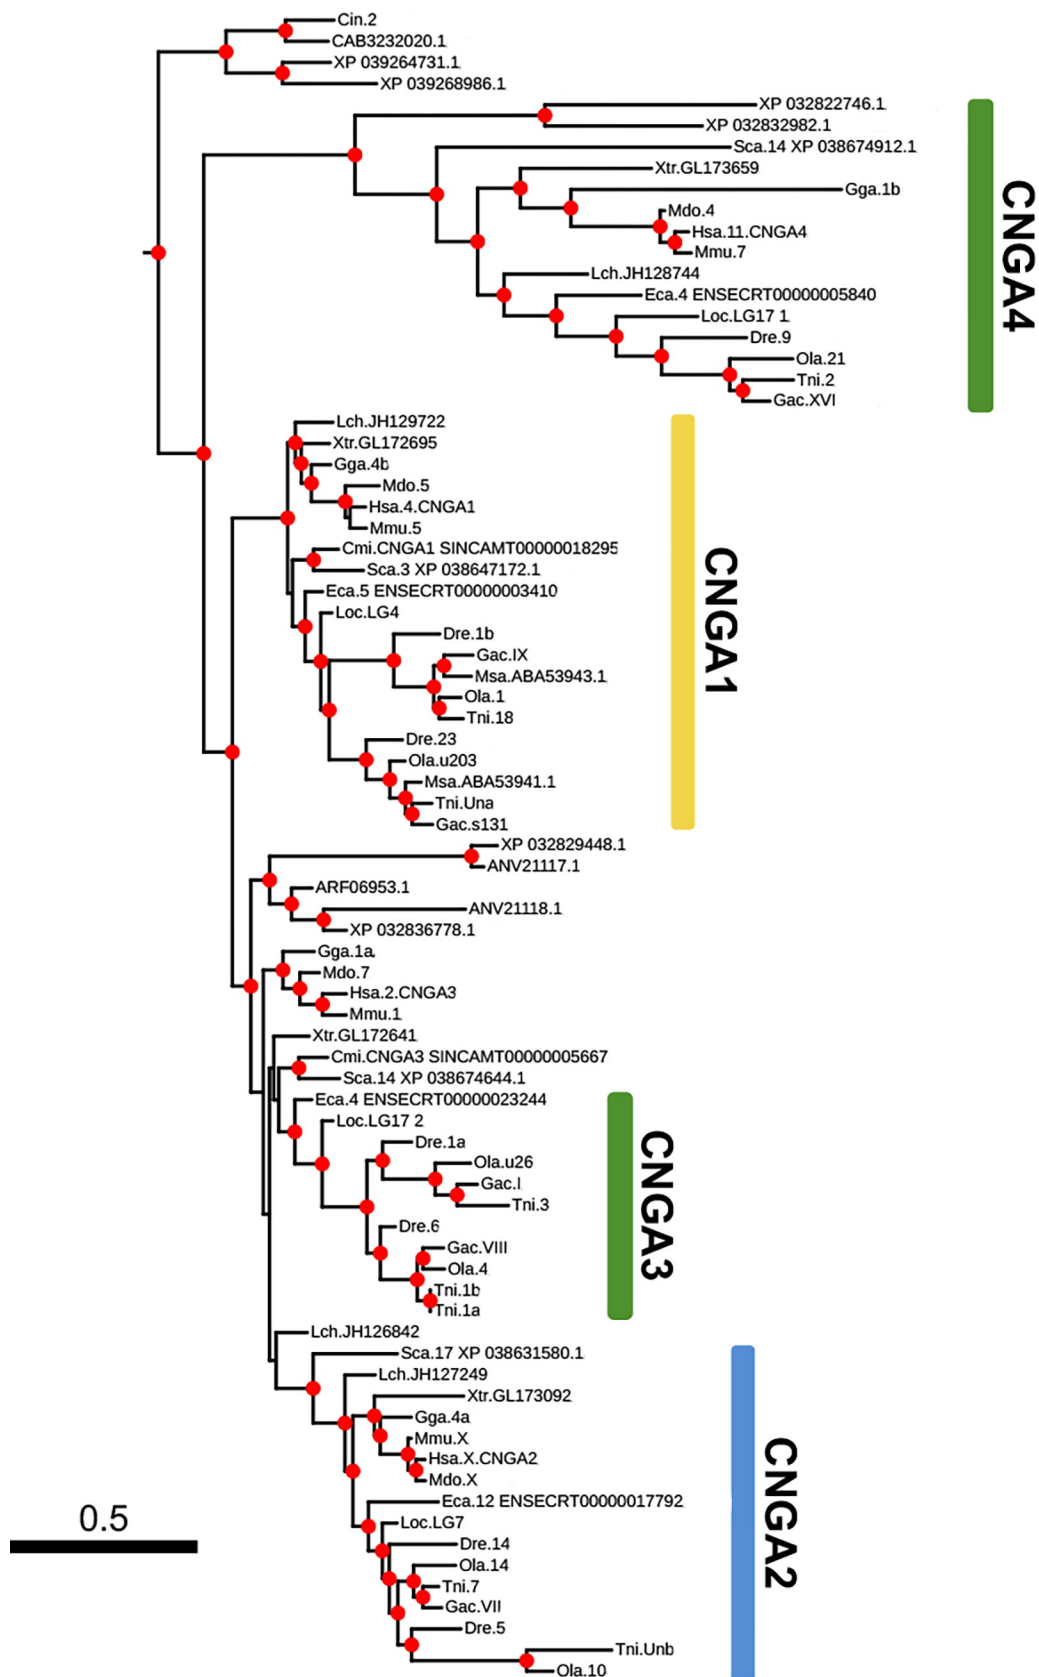 Cin.2
CAB3232020.1
XP 039264731.1
XP 039268986.1
XP 032822746.1
XP 032832982.1
Sca.14 XP 038674912.1
Xtr.GL173659
Gga.1b
Mdo.4
Hsa.11.CNGA4
Mmu.7
Lch.JH128744
Eca.4 ENSECRT00000005840
Loc.LG17 1
Dre.9
Ola.21
Tni.2
Gac.XVI
CNGA4
Lch.JH129722
Xtr.GL172695
Gga.4b
Mdo.5
Hsa.4.CNGA1
Mmu.5
Cmi.CNGA1 SINCAMT00000018295
Sca.3 XP 038647172.1
Eca.5 ENSECRT00000003410
Loc.LG4
Dre.1b
Gac.IX
Msa.ABA53943.1
Ola.1
Tni.18
Dre.23
Ola.u203
Msa.ABA53941.1
Tni.Una
Gac.s131
CNGA1
XP 032829448.1
ANV21117.1
ARF06953.1
ANV21118.1
XP 032836778.1
Gga.1a
Mdo.7
Hsa.2.CNGA3
Mmu.1
Xtr.GL172641
Cmi.CNGA3 SINCAMT00000005667
Sca.14 XP 038674644.1
Eca.4 ENSECRT00000023244
Loc.LG17 2
Dre.1a
Ola.u26
Gac.I
Tni.3
Dre.6
Gac.VIII
Ola.4
Tni.1b
Tni.1a
CNGA3
Lch.JH126842
Sca.17 XP 038631580.1
Lch.JH127249
Xtr.GL173092
Gga.4a
Mmu.X
Hsa.X.CNGA2
Mdo.X
Eca.12 ENSECRT00000017792
Loc.LG7
Dre.14
Ola.14
Tni.7
Gac.VII
Dre.5
Tni.Unb
Ola.10
CNGA2
0.5